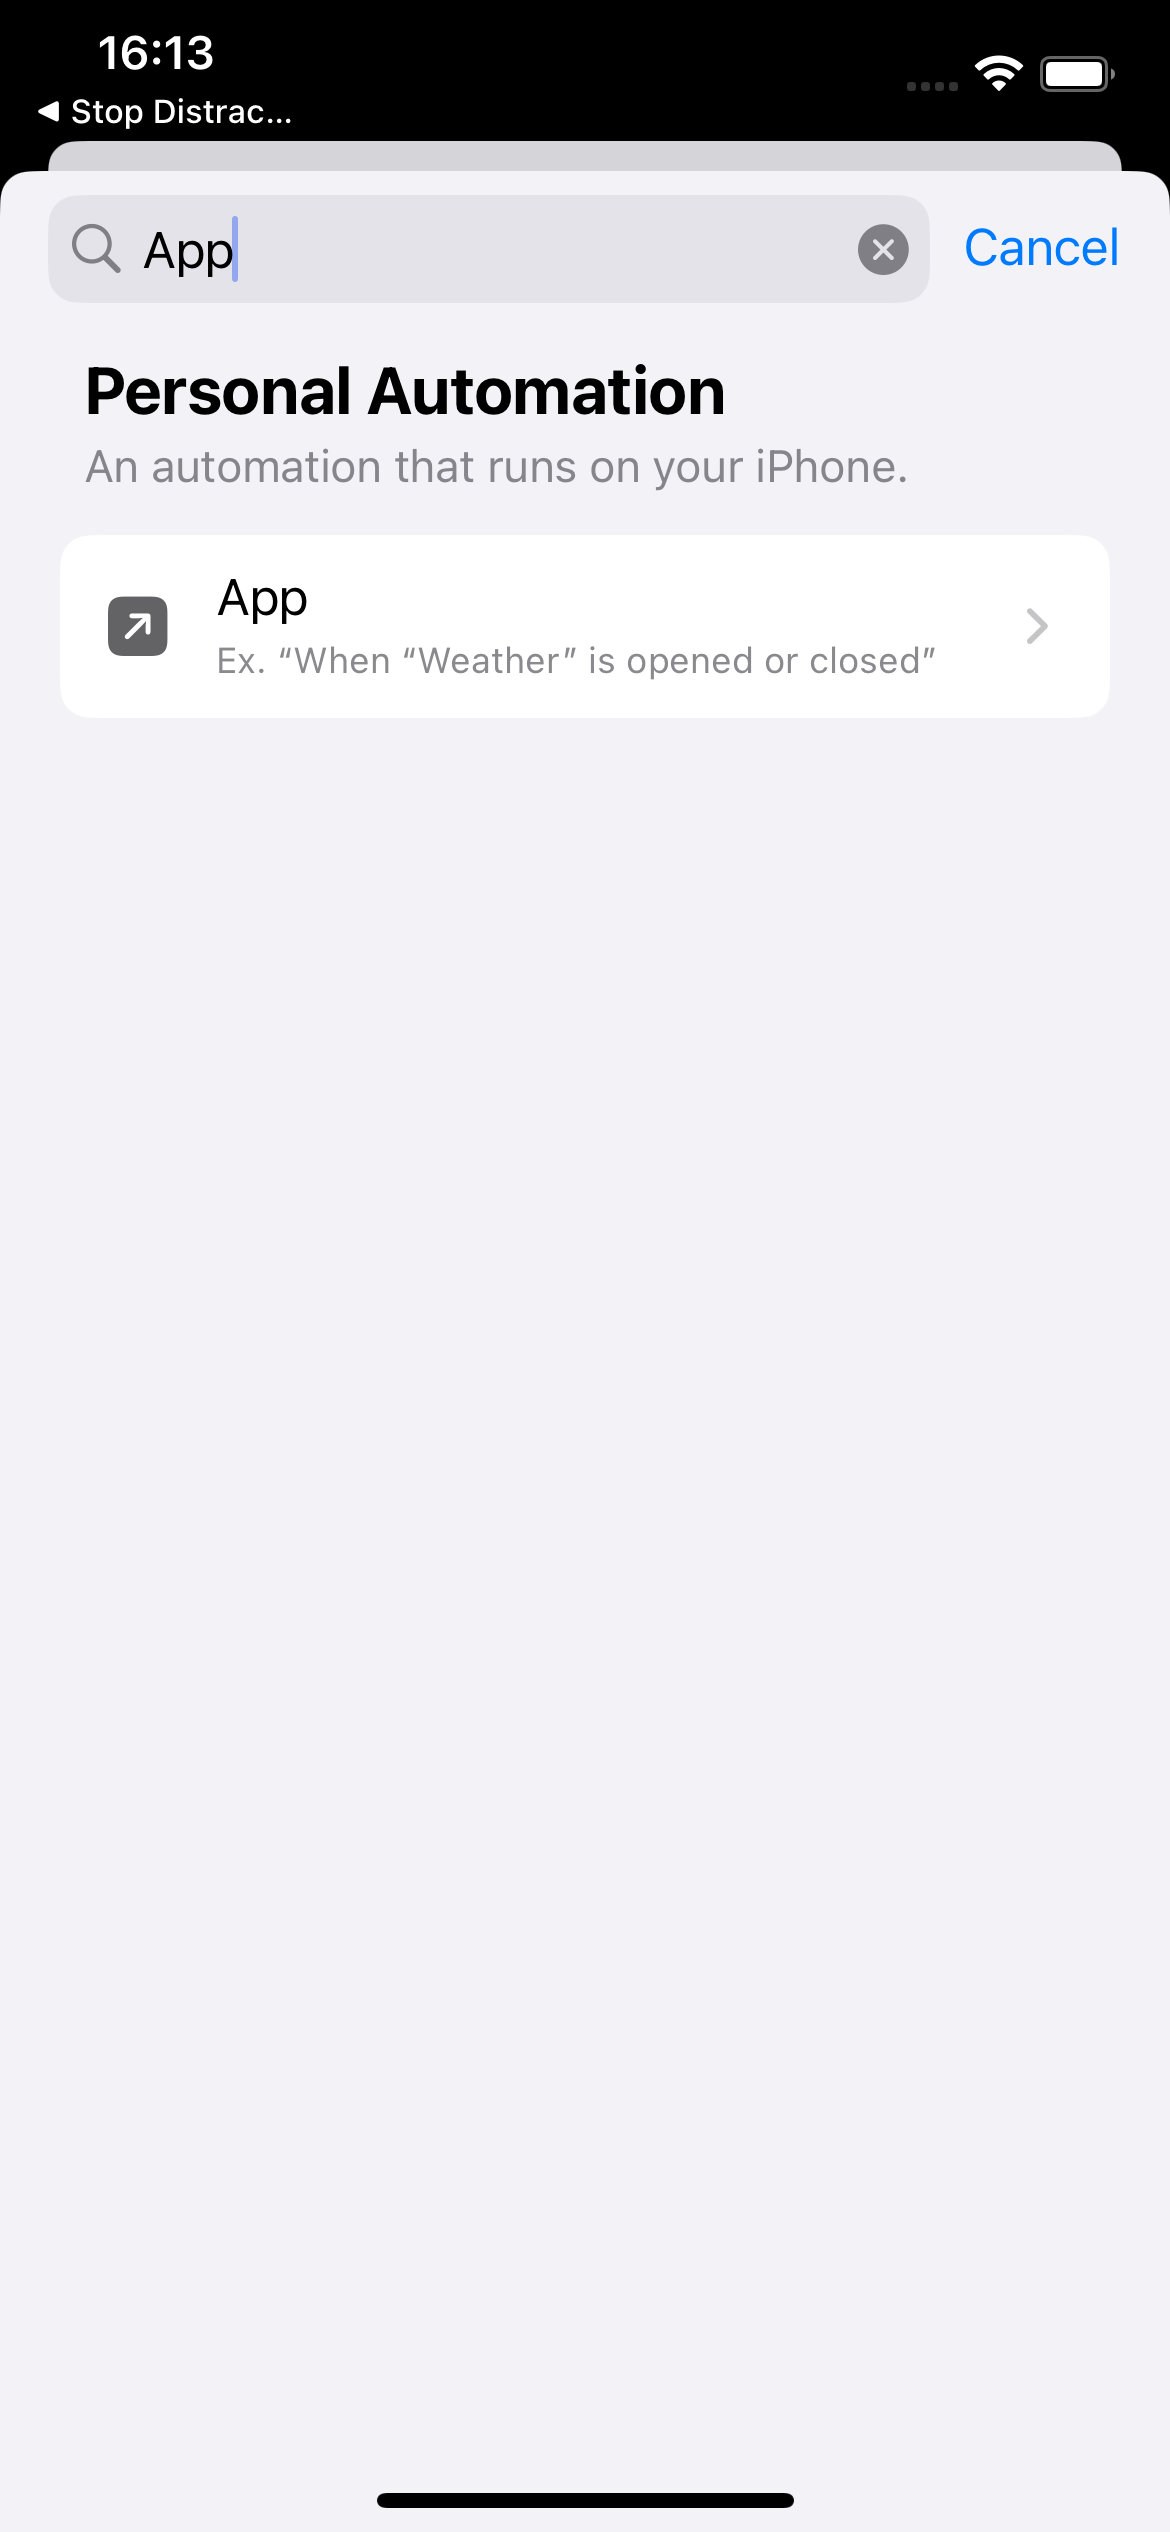 16:13
Stop Distrac...
App
Cancel
Personal Automation
An automation that runs on your iPhone.
App
Ex. “When “Weather” is opened or closed”